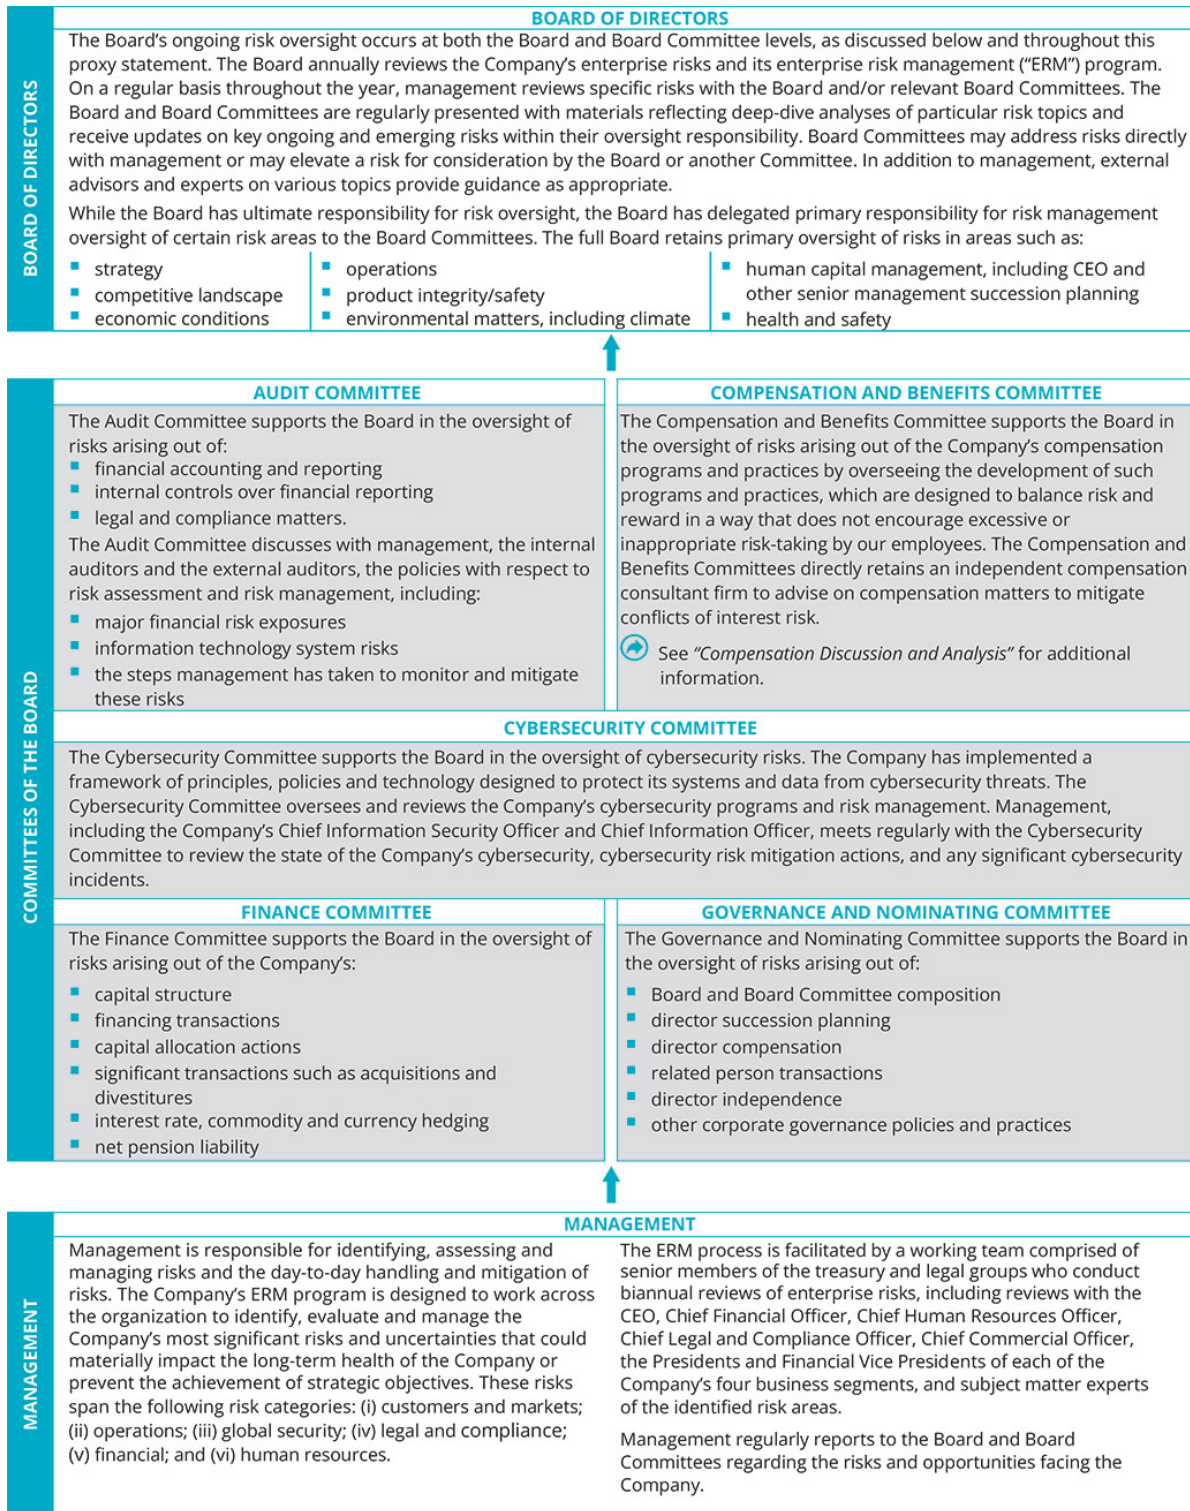 BOARD OF DIRECTORS
BOARD OF DIRECTORS
The Board’s ongoing risk oversight occurs at both the Board and Board Committee levels, as discussed below and throughout this
proxy statement. The Board annually reviews the Company’s enterprise risks and its enterprise risk management (“ERM”) program.
On a regular basis throughout the year, management reviews specific risks with the Board and/or relevant Board Committees. The
Board and Board Committees are regularly presented with materials reflecting deep-dive analyses of particular risk topics and
receive updates on key ongoing and emerging risks within their oversight responsibility. Board Committees may address risks directly
with management or may elevate a risk for consideration by the Board or another Committee. In addition to management, external
advisors and experts on various topics provide guidance as appropriate.
While the Board has ultimate responsibility for risk oversight, the Board has delegated primary responsibility for risk management
oversight of certain risk areas to the Board Committees. The full Board retains primary oversight of risks in areas such as:
▪ strategy
▪ competitive landscape
▪ economic conditions
▪ operations
▪ product integrity/safety
▪ environmental matters, including climate
▪ human capital management, including CEO and
other senior management succession planning
▪ health and safety
COMMITTEES OF THE BOARD
AUDIT COMMITTEE
The Audit Committee supports the Board in the oversight of
risks arising out of:
▪ financial accounting and reporting
▪ internal controls over financial reporting
▪ legal and compliance matters.
The Audit Committee discusses with management, the internal
auditors and the external auditors, the policies with respect to
risk assessment and risk management, including:
▪ major financial risk exposures
▪ information technology system risks
▪ the steps management has taken to monitor and mitigate
these risks
COMPENSATION AND BENEFITS COMMITTEE
The Compensation and Benefits Committee supports the Board in
the oversight of risks arising out of the Company’s compensation
programs and practices by overseeing the development of such
programs and practices, which are designed to balance risk and
reward in a way that does not encourage excessive or
inappropriate risk-taking by our employees. The Compensation and
Benefits Committees directly retains an independent compensation
consultant firm to advise on compensation matters to mitigate
conflicts of interest risk.
See “Compensation Discussion and Analysis” for additional
information.
CYBERSECURITY COMMITTEE
The Cybersecurity Committee supports the Board in the oversight of cybersecurity risks. The Company has implemented a
framework of principles, policies and technology designed to protect its systems and data from cybersecurity threats. The
Cybersecurity Committee oversees and reviews the Company’s cybersecurity programs and risk management. Management,
including the Company’s Chief Information Security Officer and Chief Information Officer, meets regularly with the Cybersecurity
Committee to review the state of the Company’s cybersecurity, cybersecurity risk mitigation actions, and any significant cybersecurity
incidents.
FINANCE COMMITTEE
The Finance Committee supports the Board in the oversight of
risks arising out of the Company’s:
▪ capital structure
▪ financing transactions
▪ capital allocation actions
▪ significant transactions such as acquisitions and
divestitures
▪ interest rate, commodity and currency hedging
▪ net pension liability
GOVERNANCE AND NOMINATING COMMITTEE
The Governance and Nominating Committee supports the Board in
the oversight of risks arising out of:
▪ Board and Board Committee composition
▪ director succession planning
▪ director compensation
▪ related person transactions
▪ director independence
▪ other corporate governance policies and practices
MANAGEMENT
MANAGEMENT
Management is responsible for identifying, assessing and
managing risks and the day-to-day handling and mitigation of
risks. The Company’s ERM program is designed to work across
the organization to identify, evaluate and manage the
Company’s most significant risks and uncertainties that could
materially impact the long-term health of the Company or
prevent the achievement of strategic objectives. These risks
span the following risk categories: (i) customers and markets;
(ii) operations; (iii) global security; (iv) legal and compliance;
(v) financial; and (vi) human resources.
The ERM process is facilitated by a working team comprised of
senior members of the treasury and legal groups who conduct
biannual reviews of enterprise risks, including reviews with the
CEO, Chief Financial Officer, Chief Human Resources Officer,
Chief Legal and Compliance Officer, Chief Commercial Officer,
the Presidents and Financial Vice Presidents of each of the
Company’s four business segments, and subject matter experts
of the identified risk areas.
Management regularly reports to the Board and Board
Committees regarding the risks and opportunities facing the
Company.